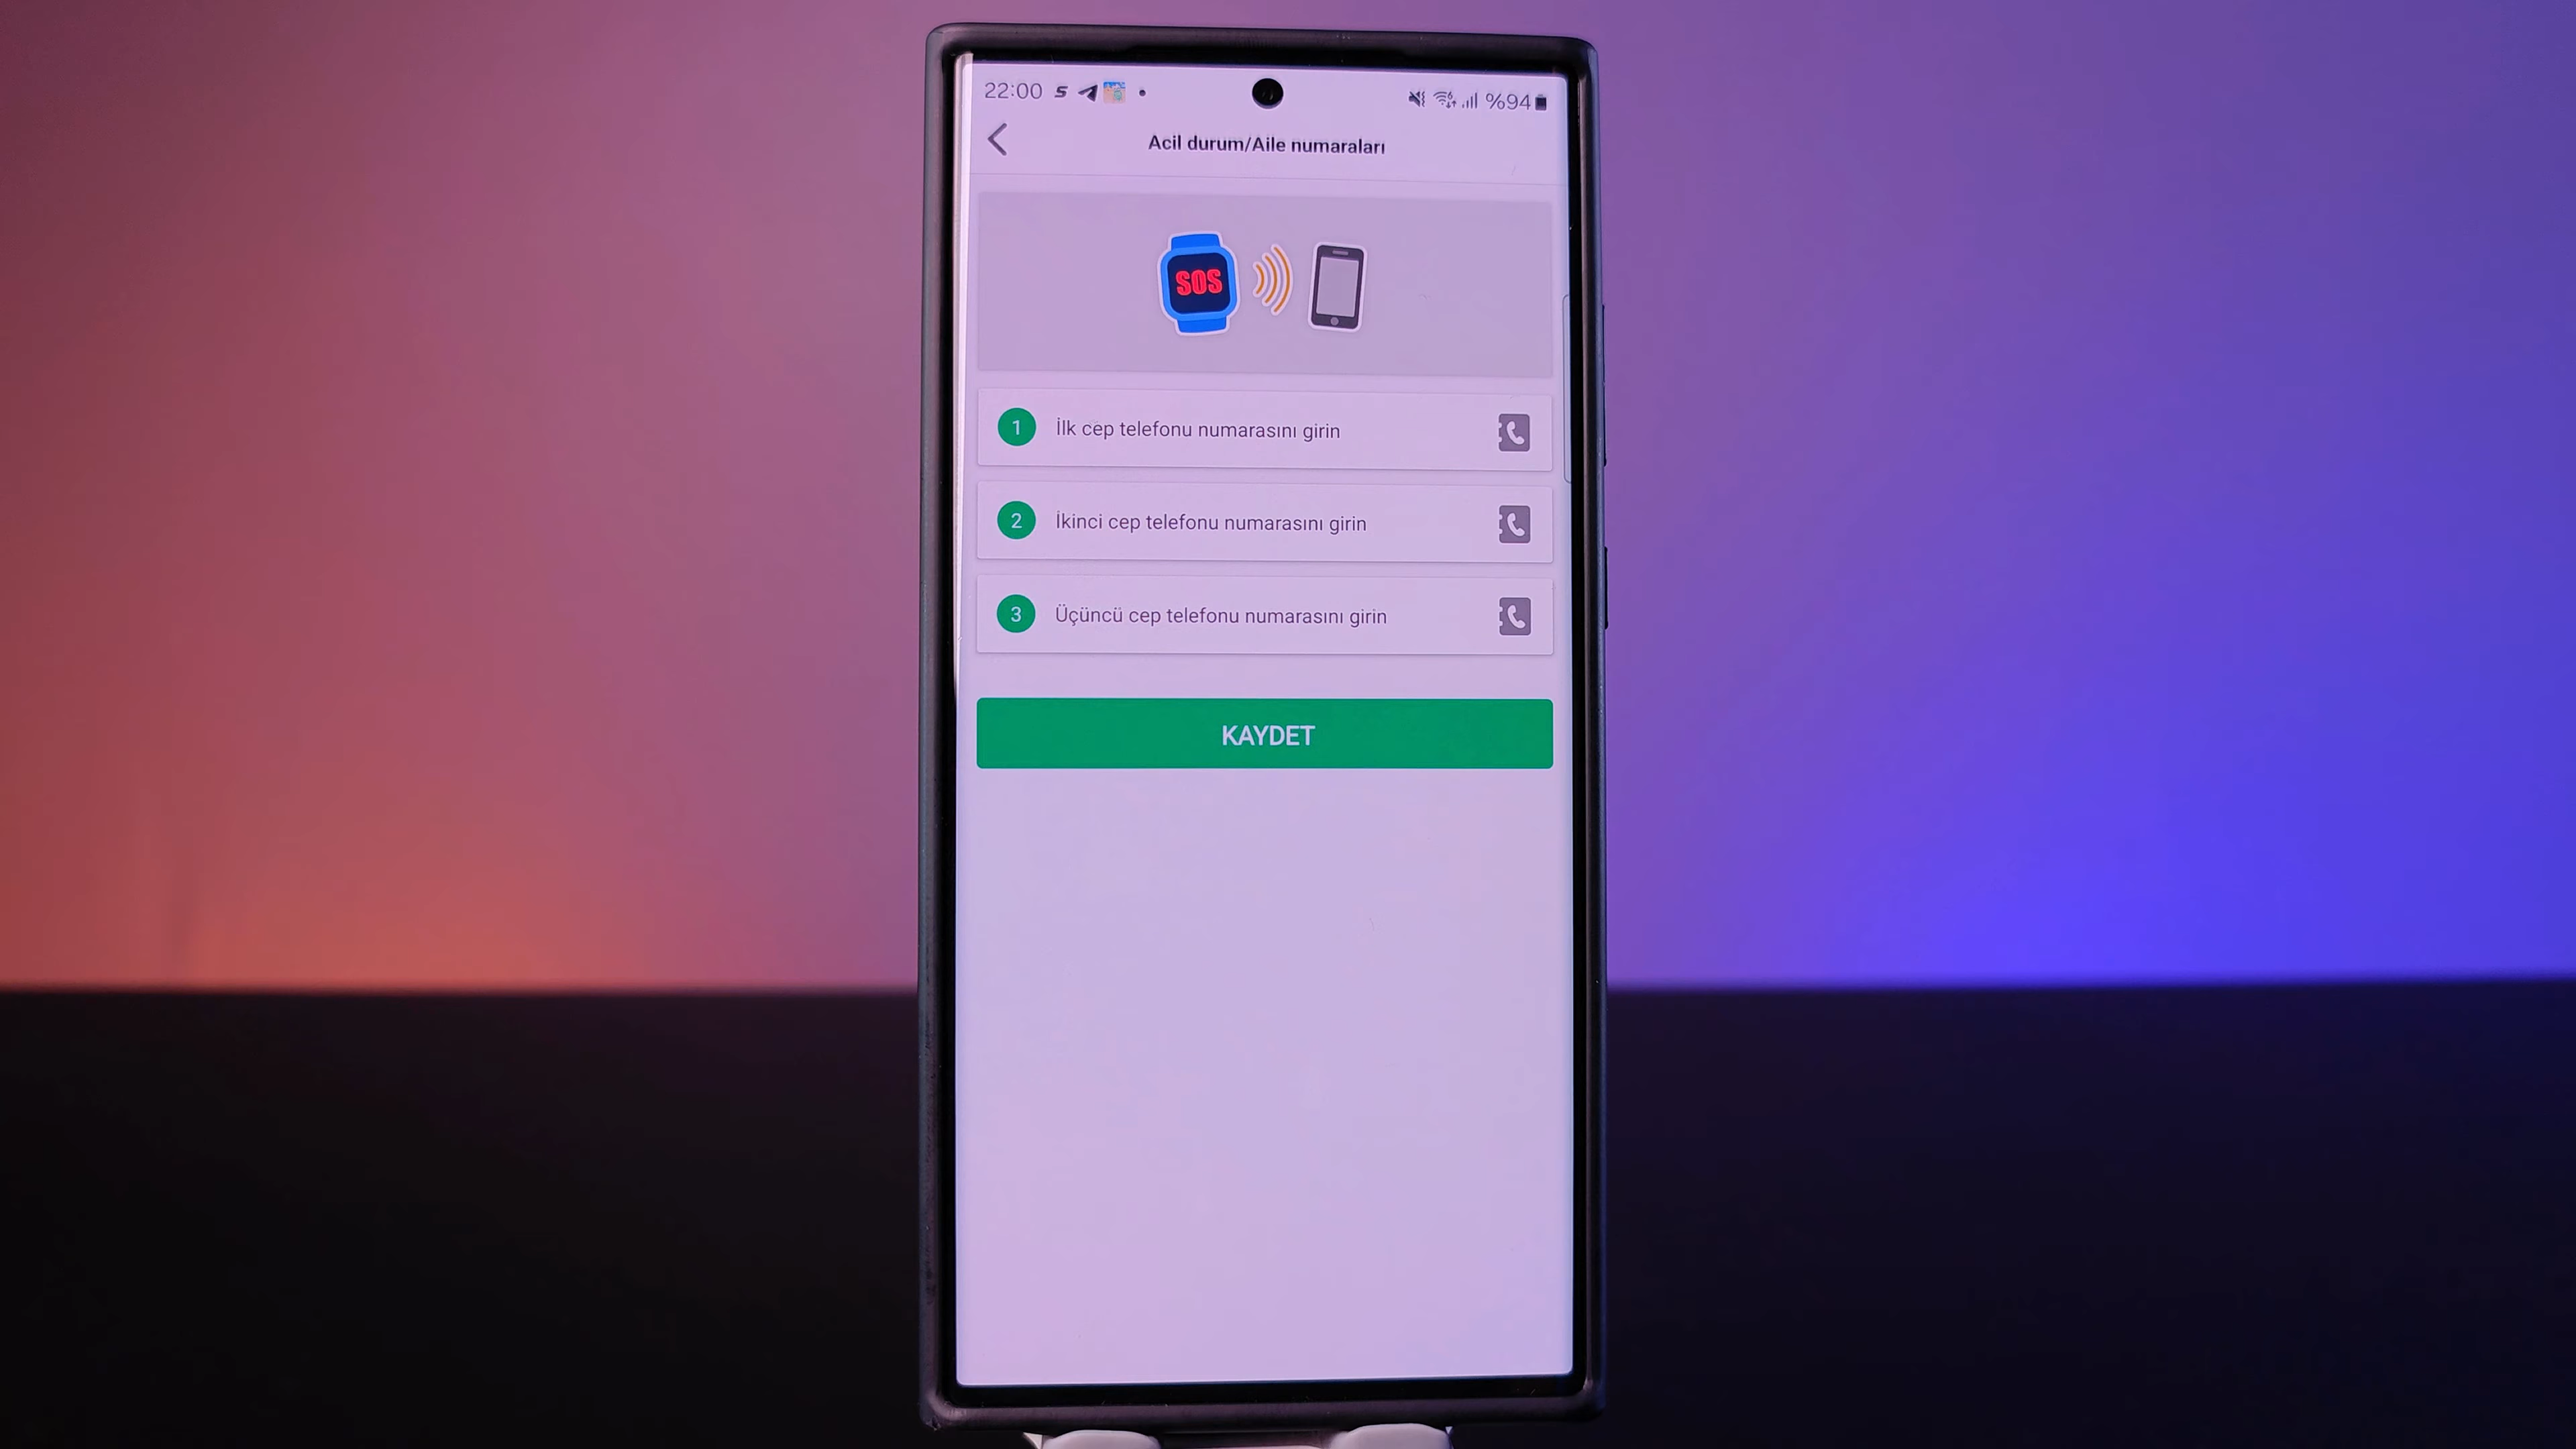 22:00 %94
Acil durum/Aile numaraları
SOS
1 İlk cep telefonu numarasını girin
2 İkinci cep telefonu numarasını girin
3 Üçüncü cep telefonu numarasını girin
KAYDET